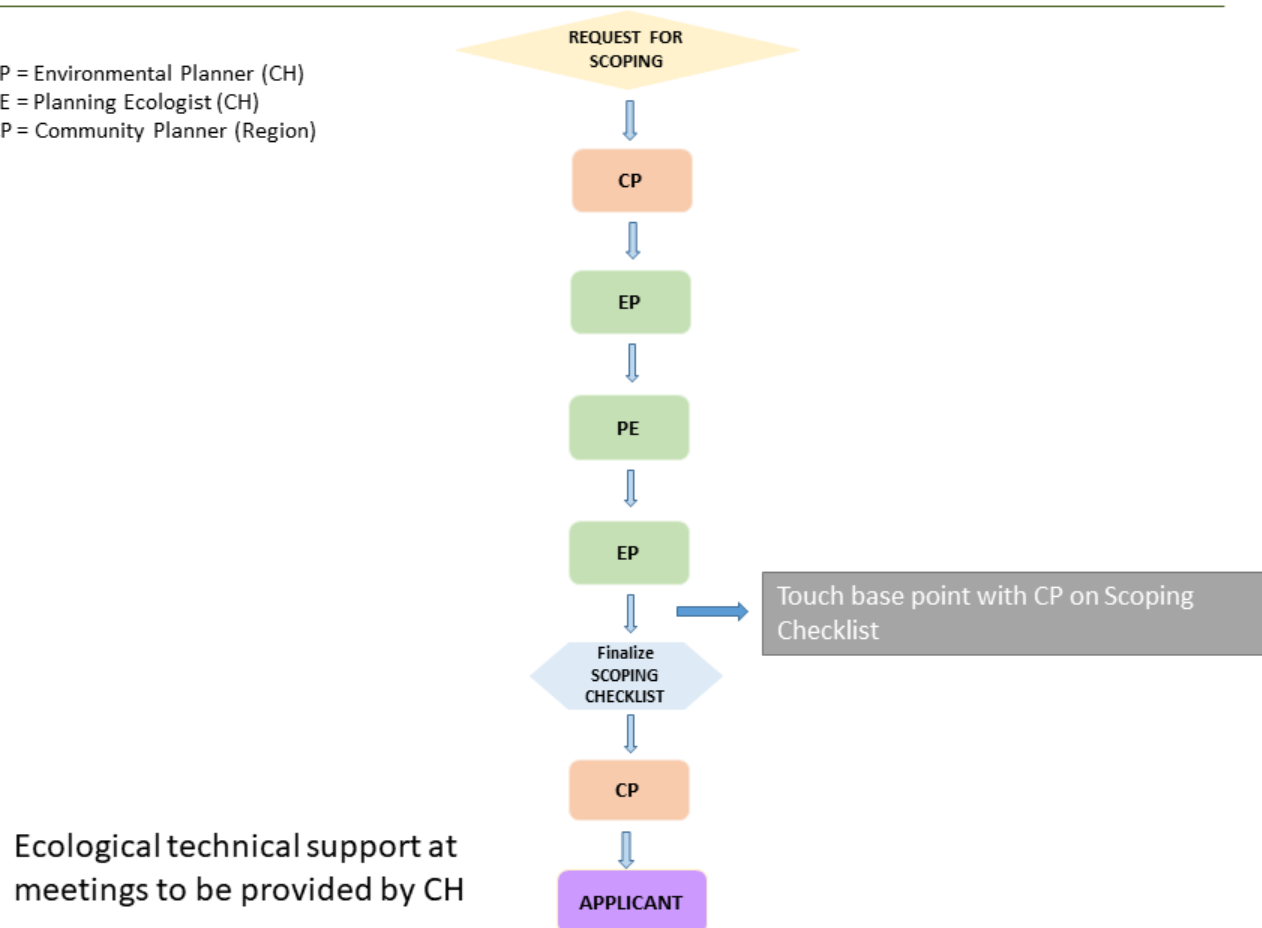 REQUEST FOR
SCOPING
P = Environmental Planner (CH)
E = Planning Ecologist (CH)
P = Community Planner (Region)
CP
EP
PE
EP
Touch base point with CP on Scoping
Checklist
Finalize
SCOPING
CHECKLIST
CP
Ecological technical support at
meetings to be provided by CH
APPLICANT